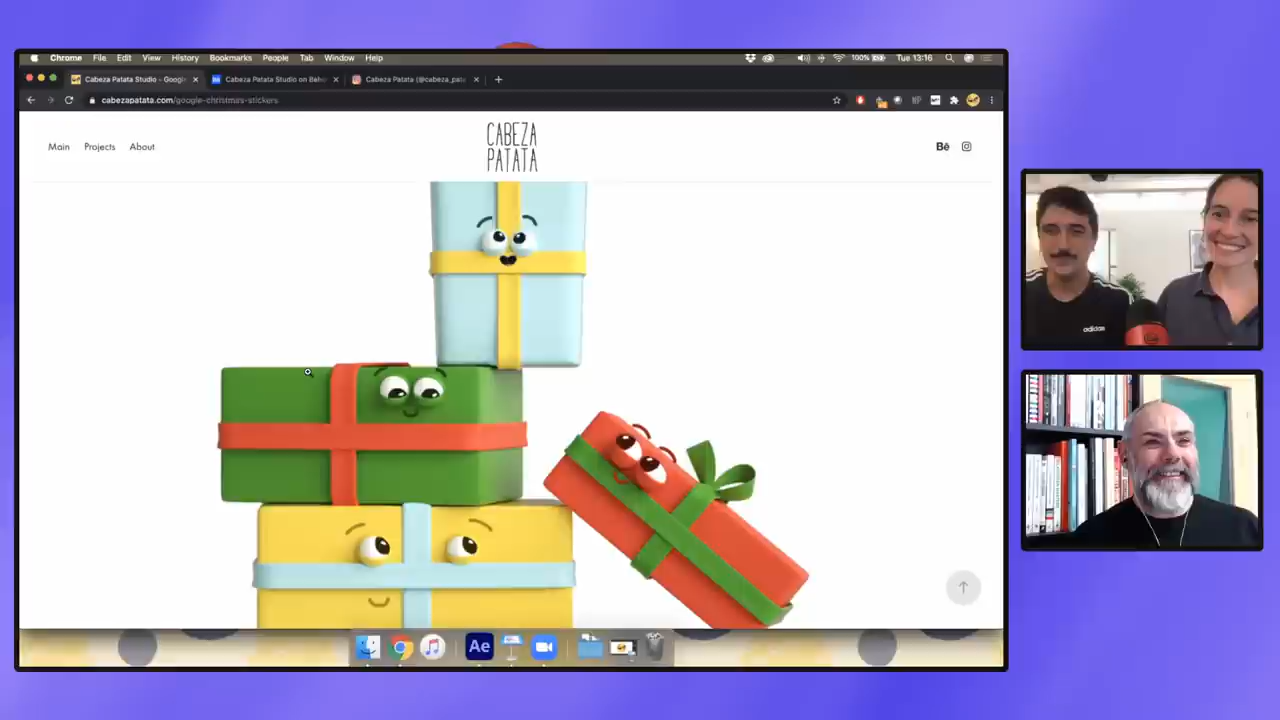 Chrome File Edit View History Bookmarks People Tab Window Help 100% Tue 13:16
Cabeza Patata Studio - Google Cabeza Patata Studio on Beha Cabeza Patata (@cabeza_pata
cabezapatata.com/google-christmas-stickers
Main Projects About
CABEZA
PATATA
Bē
Ae
adidas